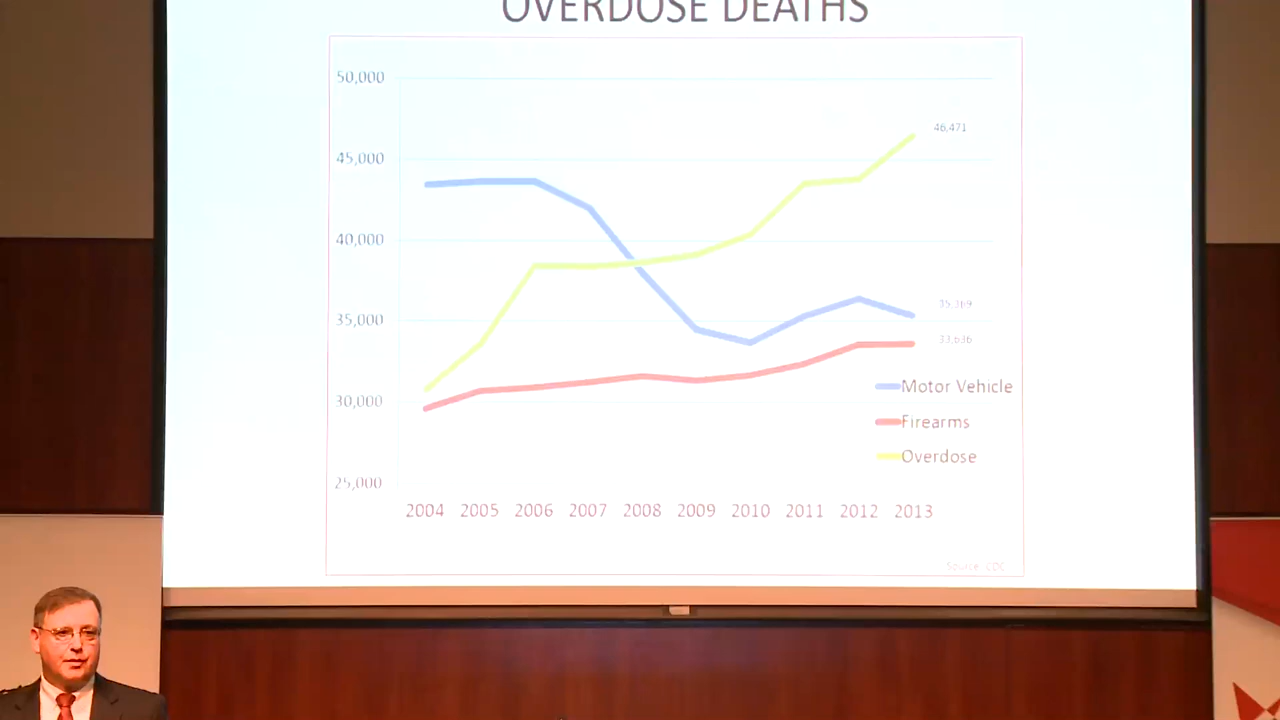 OVERDOSE DEATHS
50,000
46,471
45,000
40,000
35,369
35,000
33,636
Motor Vehicle
30,000
Firearms
Overdose
25,000
2004 2005 2006 2007 2008 2009 2010 2011 2012 2013
Source: CDC